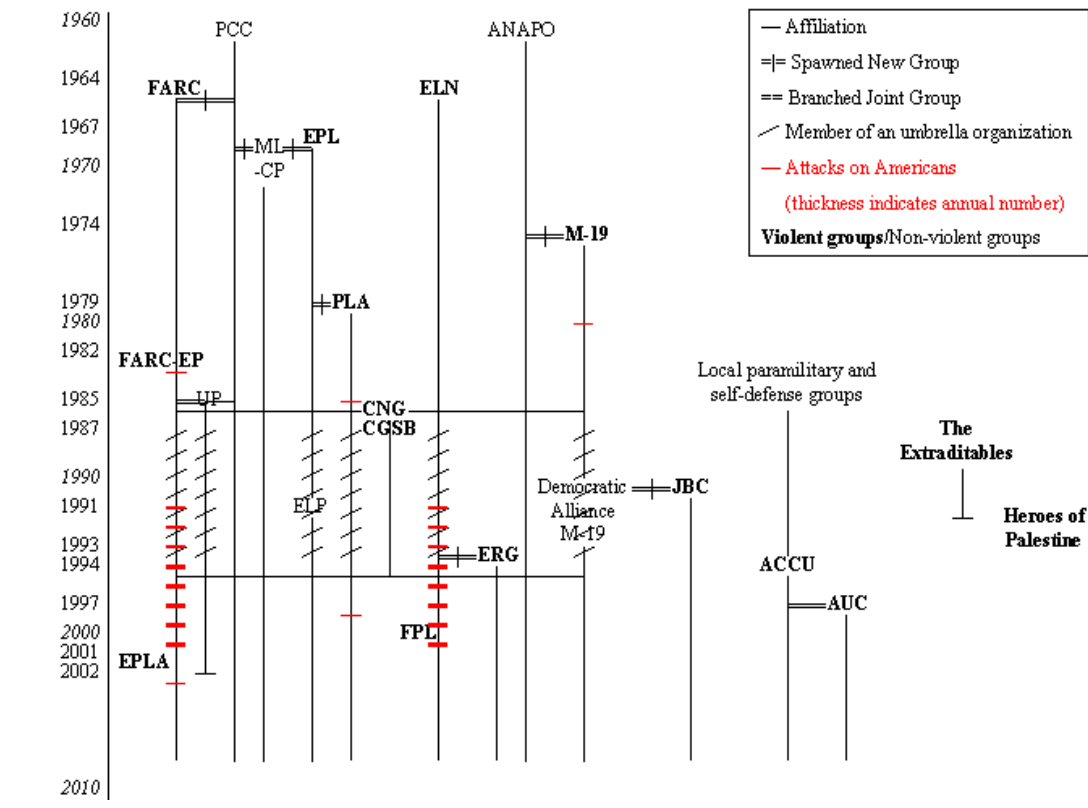 1960
PCC
ANAPO
— Affiliation
=|= Spawned New Group
== Branched Joint Group
Member of an umbrella organization
— Attacks on Americans
(thickness indicates annual number)
Violent groups/Non-violent groups
1964
FARC
ELN
1967
EPL
ML
-CP
1970
1974
M-19
1979
PLA
1980
1982
FARC-EP
Local paramilitary and
self-defense groups
1985
UP
CNG
CGSB
1987
The
Extraditables
1990
Democratic
Alliance
M-19
JBC
1991
ELP
Heroes of
Palestine
1993
ERG
1994
ACCU
1997
AUC
2000
FPL
2001
EPLA
2002
2010